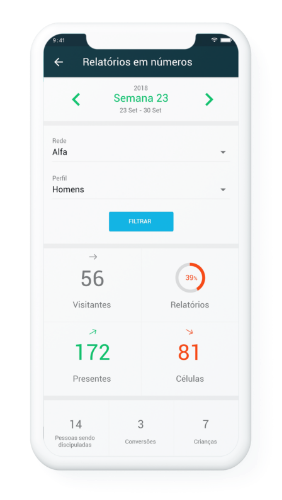 9:41
Relatórios em números
2018
Semana 23
23 Set - 30 Set
Rede
Alfa
Perfil
Homens
FILTRAR
56
39%
Visitantes
Relatórios
172
81
Presentes
Células
14
3
7
Pessoas sendo
discipuladas
Conversões
Crianças